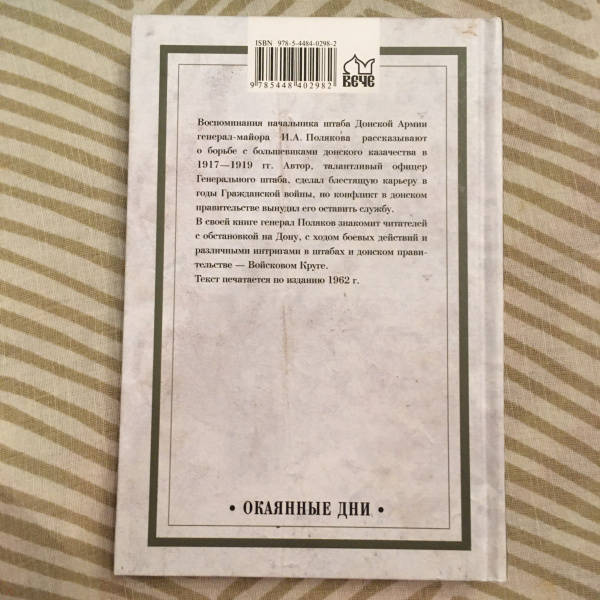 ISBN 978-5-4484-0298-2
9 785448 402982
ВЕЧЕ
Воспоминания начальника штаба Донской Армии
генерал-майора И.А. Полякова рассказывают
о борьбе с большевиками донского казачества в
1917—1919 гг. Автор, талантливый офицер
Генерального штаба, сделал блестящую карьеру в
годы Гражданской войны, но конфликт в донском
правительстве вынудил его оставить службу.
В своей книге генерал Поляков знакомит читателей
с обстановкой на Дону, с ходом боевых действий и
различными интригами в штабах и донском прави-
тельстве — Войсковом Круге.
Текст печатается по изданию 1962 г.
• ОКАЯННЫЕ ДНИ •